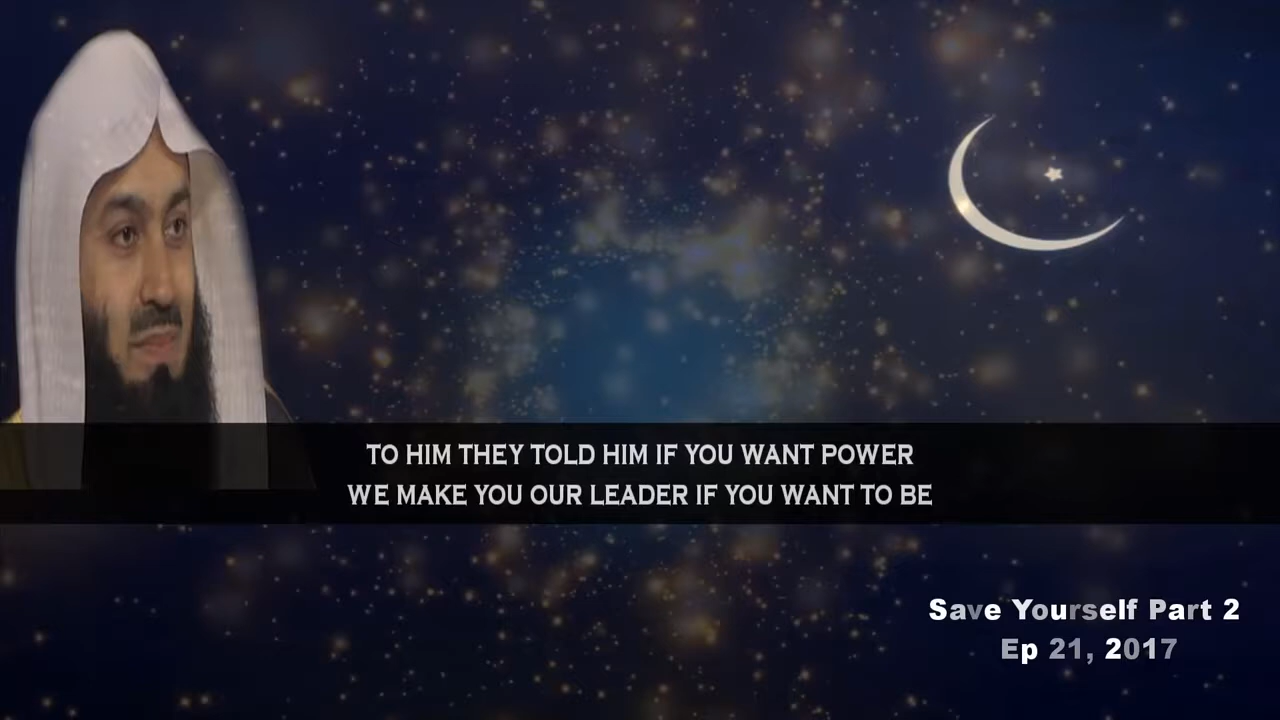 TO HIM THEY TOLD HIM IF YOU WANT POWER
WE MAKE YOU OUR LEADER IF YOU WANT TO BE
Save Yourself Part 2
Ep 21, 2017